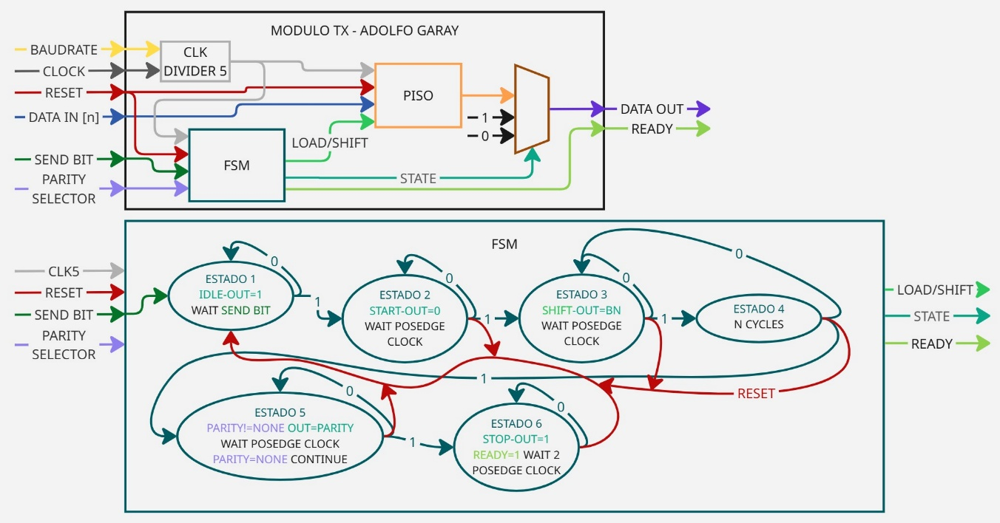 MODULO TX - ADOLFO GARAY
BAUDRATE
CLOCK
RESET
DATA IN [n]
SEND BIT
PARITY
SELECTOR
CLK
DIVIDER 5
PISO
1
0
LOAD/SHIFT
FSM
STATE
DATA OUT
READY
FSM
CLK5
RESET
SEND BIT
PARITY
SELECTOR
0
ESTADO 1
IDLE-OUT=1
WAIT SEND BIT
1
0
ESTADO 2
START-OUT=0
WAIT POSEDGE
CLOCK
1
0
ESTADO 3
SHIFT-OUT=BN
WAIT POSEDGE
CLOCK
1
0
ESTADO 4
N CYCLES
1
RESET
0
ESTADO 5
PARITY!=NONE OUT=PARITY
WAIT POSEDGE CLOCK
PARITY=NONE CONTINUE
1
0
ESTADO 6
STOP-OUT=1
READY=1 WAIT 2
POSEDGE CLOCK
LOAD/SHIFT
STATE
READY